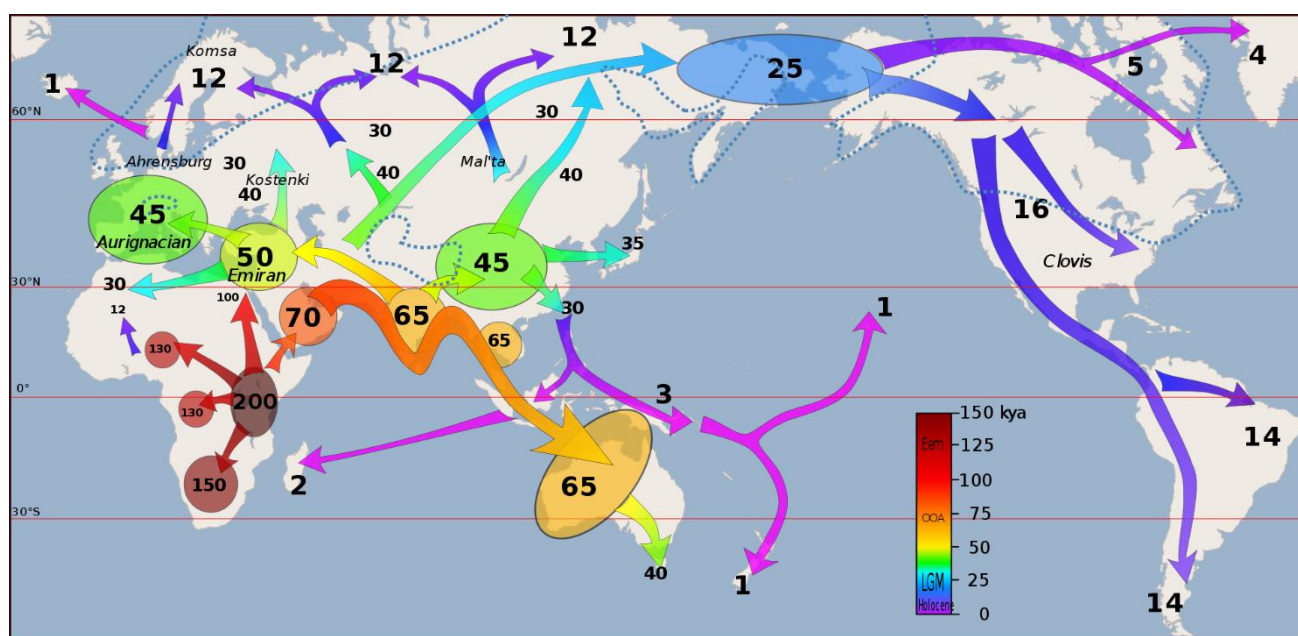 Komsa
12
12
12
25
1
5
4
60°N
30
30
Ahrensburg
30
Mal'ta
Kostenki
40
40
40
45
Aurignacian
50
Emiran
45
35
16
Clovis
30°N
30
100
12
70
65
65
30
1
130
200
130
0°
3
150
2
65
40
1
14
14
30°S
150 kya
Eem
125
100
OOA
75
50
LGM
25
Holocene
0